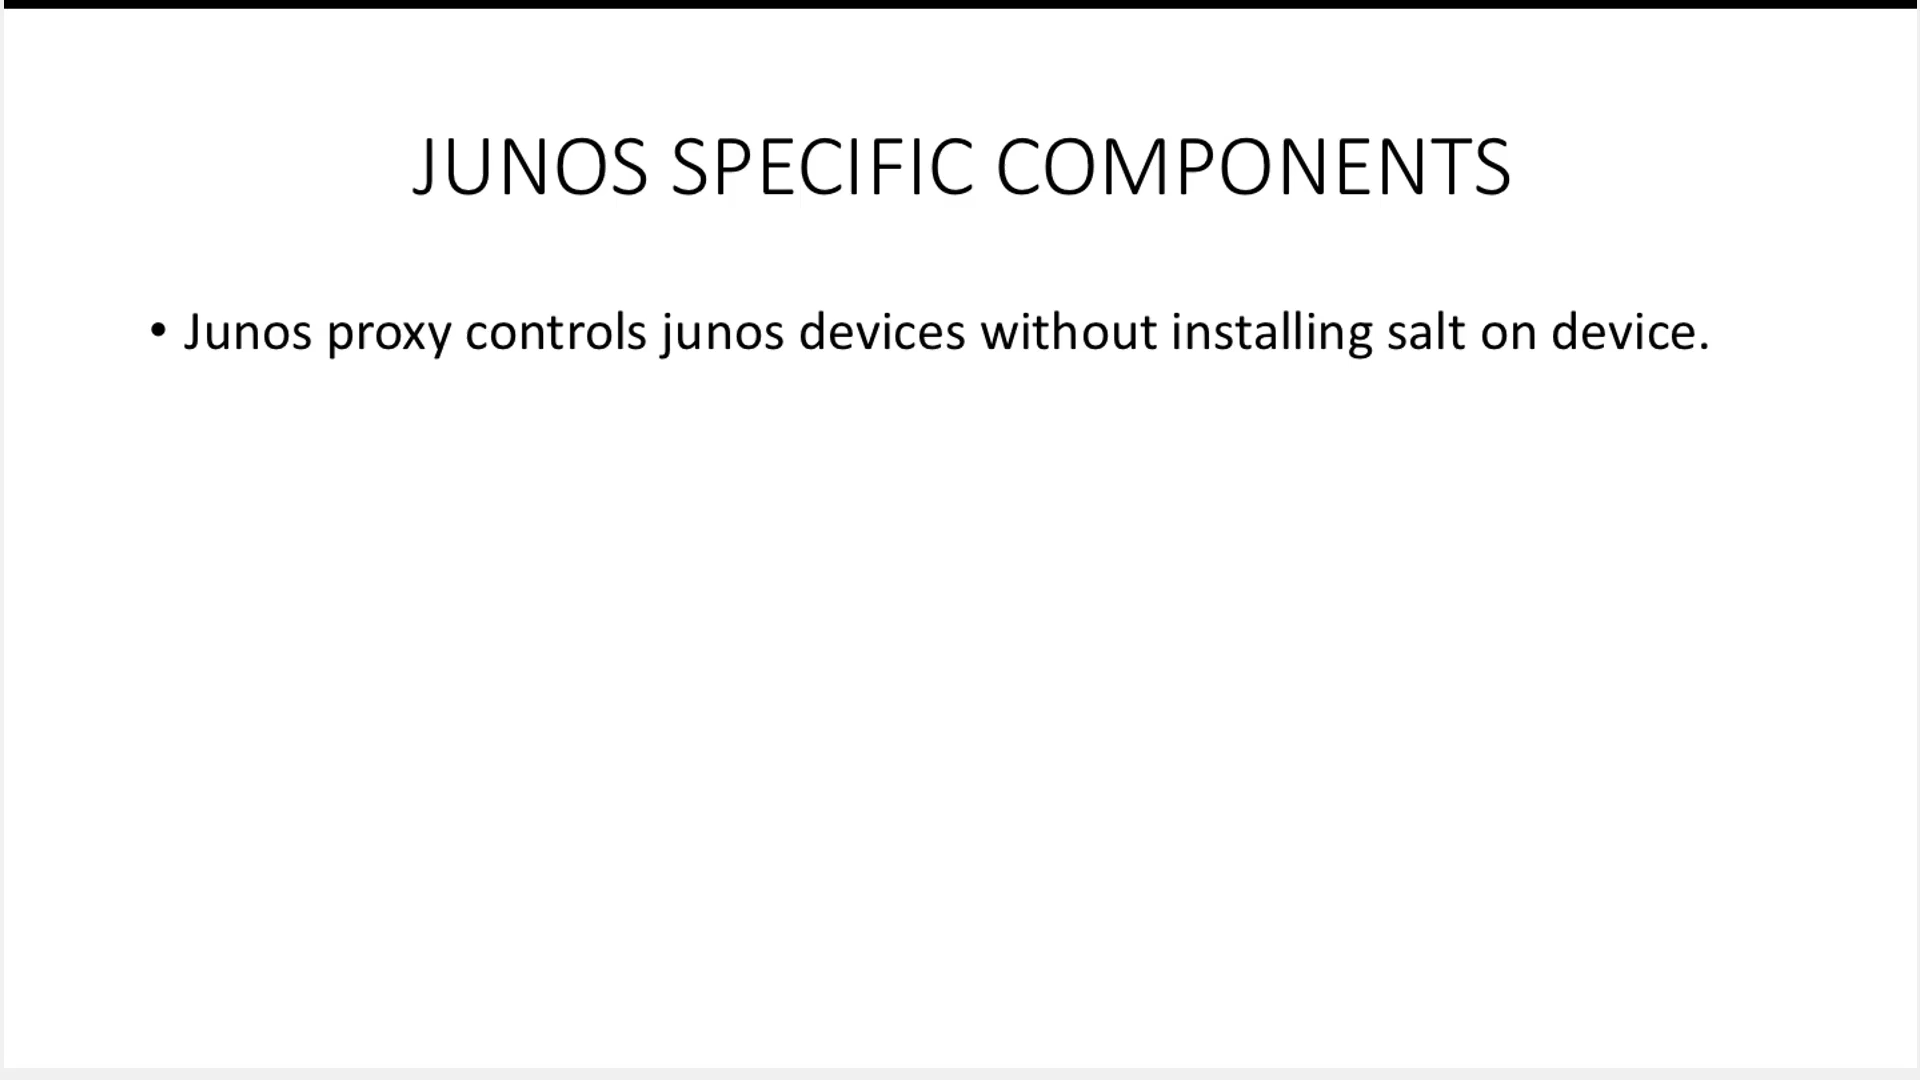 JUNOS SPECIFIC COMPONENTS
• Junos proxy controls junos devices without installing salt on device.